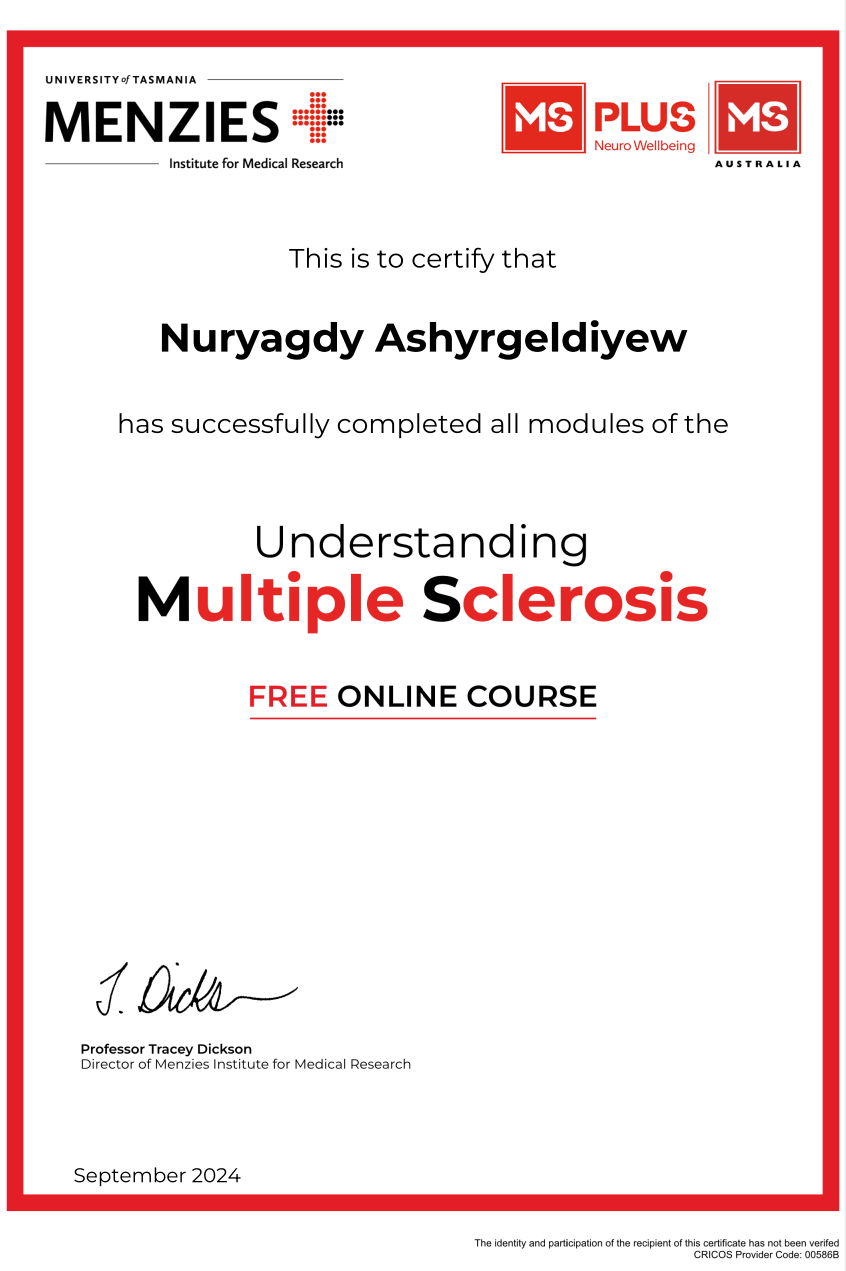 UNIVERSITY of TASMANIA
MENZIES
Institute for Medical Research
MS PLUS MS
Neuro Wellbeing
AUSTRALIA
This is to certify that
Nuryagdy Ashyrgeldiyew
has successfully completed all modules of the
Understanding
Multiple Sclerosis
FREE ONLINE COURSE
J. Dicks
Professor Tracey Dickson
Director of Menzies Institute for Medical Research
September 2024
The identity and participation of the recipient of this certificate has not been verifed
CRICOS Provider Code: 00586B